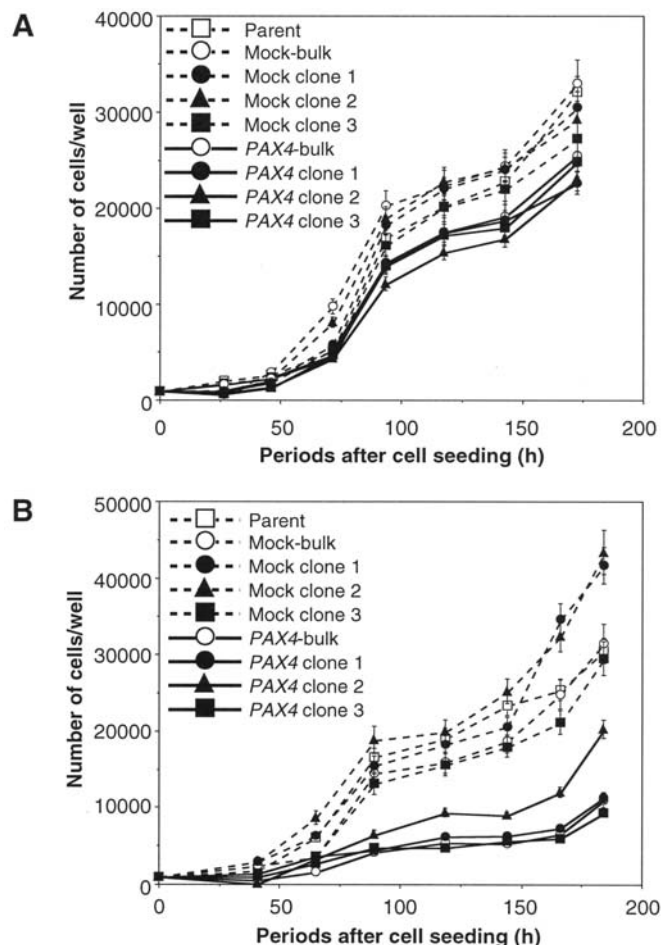 A
40000
30000
20000
10000
0
Number of cells/well
Parent
Mock-bulk
Mock clone 1
Mock clone 2
Mock clone 3
PAX4-bulk
PAX4 clone 1
PAX4 clone 2
PAX4 clone 3
0 50 100 150 200
Periods after cell seeding (h)
B
50000
40000
30000
20000
10000
0
Number of cells/well
Parent
Mock-bulk
Mock clone 1
Mock clone 2
Mock clone 3
PAX4-bulk
PAX4 clone 1
PAX4 clone 2
PAX4 clone 3
0 50 100 150 200
Periods after cell seeding (h)